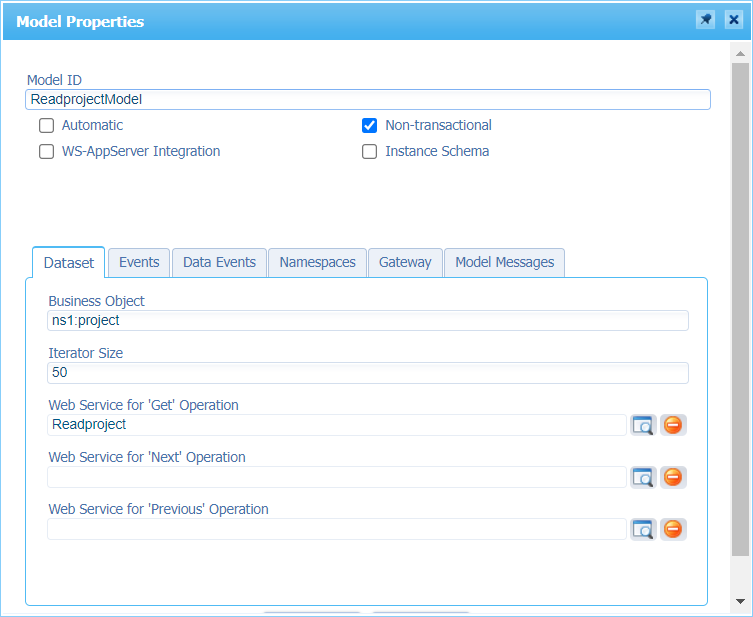 Model Properties
Model ID
ReadprojectModel
Automatic
Non-transactional
WS-AppServer Integration
Instance Schema
Dataset
Events
Data Events
Namespaces
Gateway
Model Messages
Business Object
ns1:project
Iterator Size
50
Web Service for 'Get' Operation
Readproject
Web Service for 'Next' Operation
Web Service for 'Previous' Operation